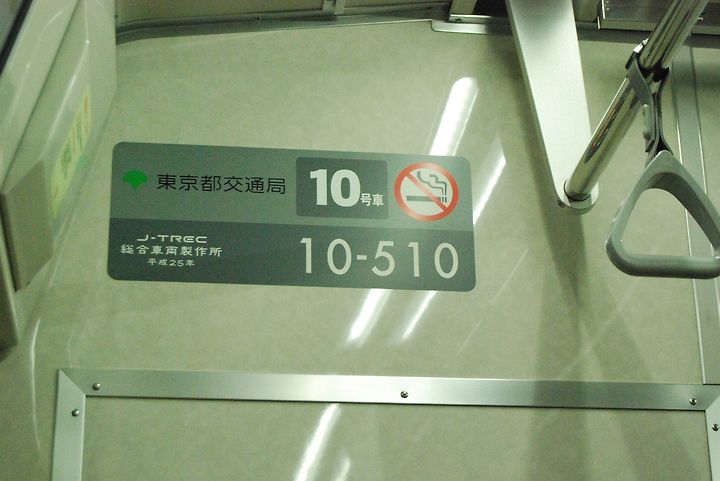 東京都交通局 10号車
J-TREC
総合車両製作所
平成25年
10-510